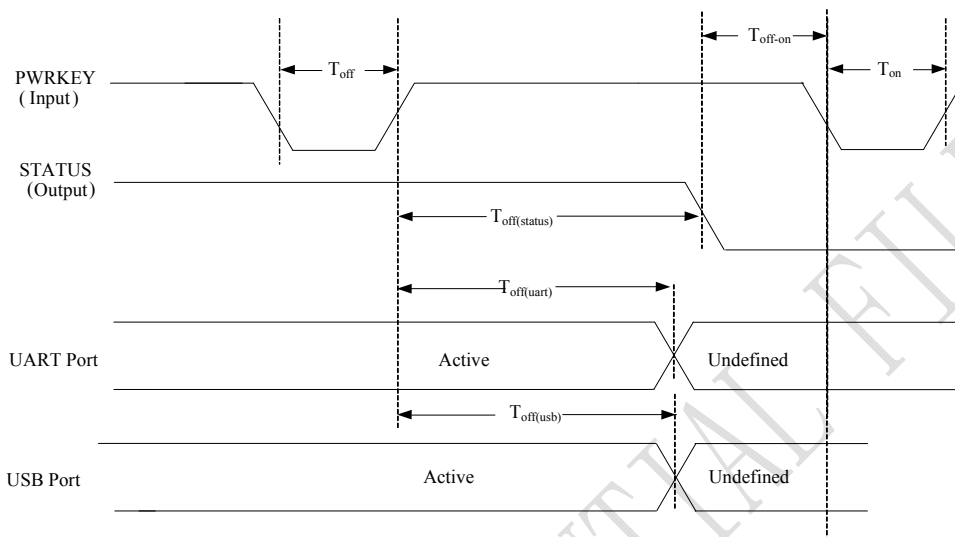 Toff-on
Toff
Ton
PWRKEY
( Input )
STATUS
(Output)
Toff(status)
Toff(uart)
UART Port
Active
Undefined
Toff(usb)
USB Port
Active
Undefined